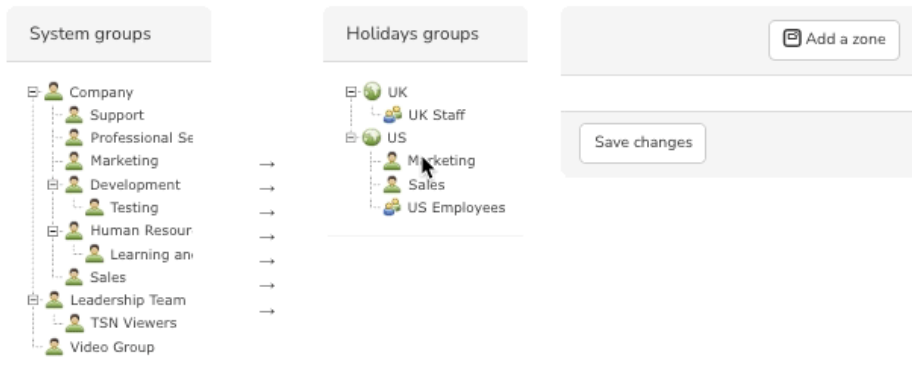 System groups
Company
Support
Professional Se
Marketing
Development
Testing
Human Resour
Learning an
Sales
Leadership Team
TSN Viewers
Video Group
→
→
→
→
→
→
→
Holidays groups
UK
UK Staff
US
Marketing
Sales
US Employees
Add a zone
Save changes